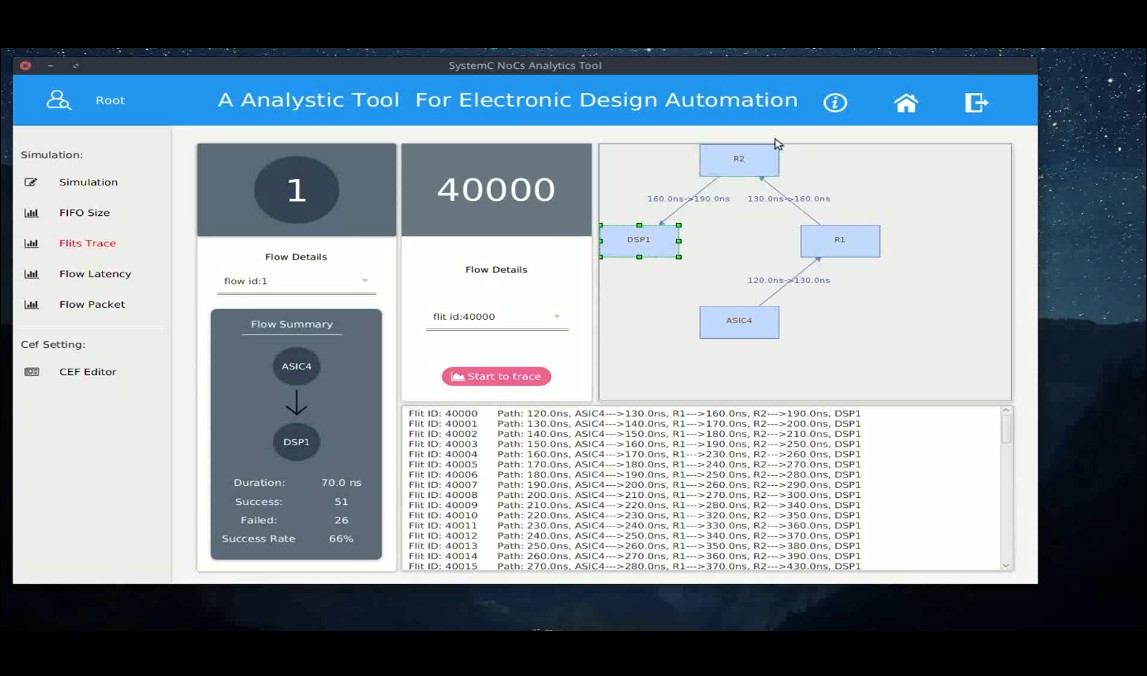 SystemC NoCs Analytics Tool
Root
A Analystic Tool For Electronic Design Automation
Simulation:
Simulation
FIFO Size
Flits Trace
Flow Latency
Flow Packet
Cef Setting:
CEF Editor
1
Flow Details
flow id:1
Flow Summary
ASIC4
DSP1
Duration: 70.0 ns
Success: 51
Failed: 26
Success Rate 66%
40000
Flow Details
flit id:40000
Start to trace
R2
160.0ns->190.0ns 130.0ns->160.0ns
DSP1 R1
120.0ns->130.0ns
ASIC4
Flit ID: 40000 Path: 120.0ns, ASIC4--->130.0ns, R1--->160.0ns, R2--->190.0ns, DSP1
Flit ID: 40001 Path: 130.0ns, ASIC4--->140.0ns, R1--->170.0ns, R2--->200.0ns, DSP1
Flit ID: 40002 Path: 140.0ns, ASIC4--->150.0ns, R1--->180.0ns, R2--->210.0ns, DSP1
Flit ID: 40003 Path: 150.0ns, ASIC4--->160.0ns, R1--->190.0ns, R2--->250.0ns, DSP1
Flit ID: 40004 Path: 160.0ns, ASIC4--->170.0ns, R1--->230.0ns, R2--->260.0ns, DSP1
Flit ID: 40005 Path: 170.0ns, ASIC4--->180.0ns, R1--->240.0ns, R2--->270.0ns, DSP1
Flit ID: 40006 Path: 180.0ns, ASIC4--->190.0ns, R1--->250.0ns, R2--->280.0ns, DSP1
Flit ID: 40007 Path: 190.0ns, ASIC4--->200.0ns, R1--->260.0ns, R2--->290.0ns, DSP1
Flit ID: 40008 Path: 200.0ns, ASIC4--->210.0ns, R1--->270.0ns, R2--->300.0ns, DSP1
Flit ID: 40009 Path: 210.0ns, ASIC4--->220.0ns, R1--->280.0ns, R2--->340.0ns, DSP1
Flit ID: 40010 Path: 220.0ns, ASIC4--->230.0ns, R1--->320.0ns, R2--->350.0ns, DSP1
Flit ID: 40011 Path: 230.0ns, ASIC4--->240.0ns, R1--->330.0ns, R2--->360.0ns, DSP1
Flit ID: 40012 Path: 240.0ns, ASIC4--->250.0ns, R1--->340.0ns, R2--->370.0ns, DSP1
Flit ID: 40013 Path: 250.0ns, ASIC4--->260.0ns, R1--->350.0ns, R2--->380.0ns, DSP1
Flit ID: 40014 Path: 260.0ns, ASIC4--->270.0ns, R1--->360.0ns, R2--->390.0ns, DSP1
Flit ID: 40015 Path: 270.0ns, ASIC4--->280.0ns, R1--->370.0ns, R2--->430.0ns, DSP1